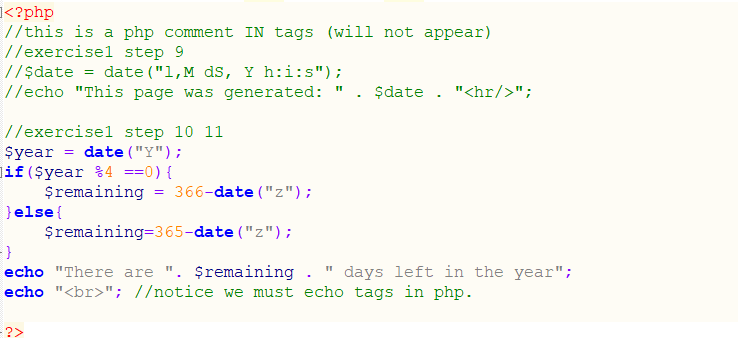 <?php
//this is a php comment IN tags (will not appear)
//exercise1 step 9
//$date = date("l,M dS, Y h:i:s");
//echo "This page was generated: " . $date . "<hr/>";
//exercise1 step 10 11
$year = date("Y");
if($year %4 ==0){
    $remaining = 366-date("z");
}else{
    $remaining=365-date("z");
}
echo "There are ". $remaining . " days left in the year";
echo "<br>"; //notice we must echo tags in php.
?>